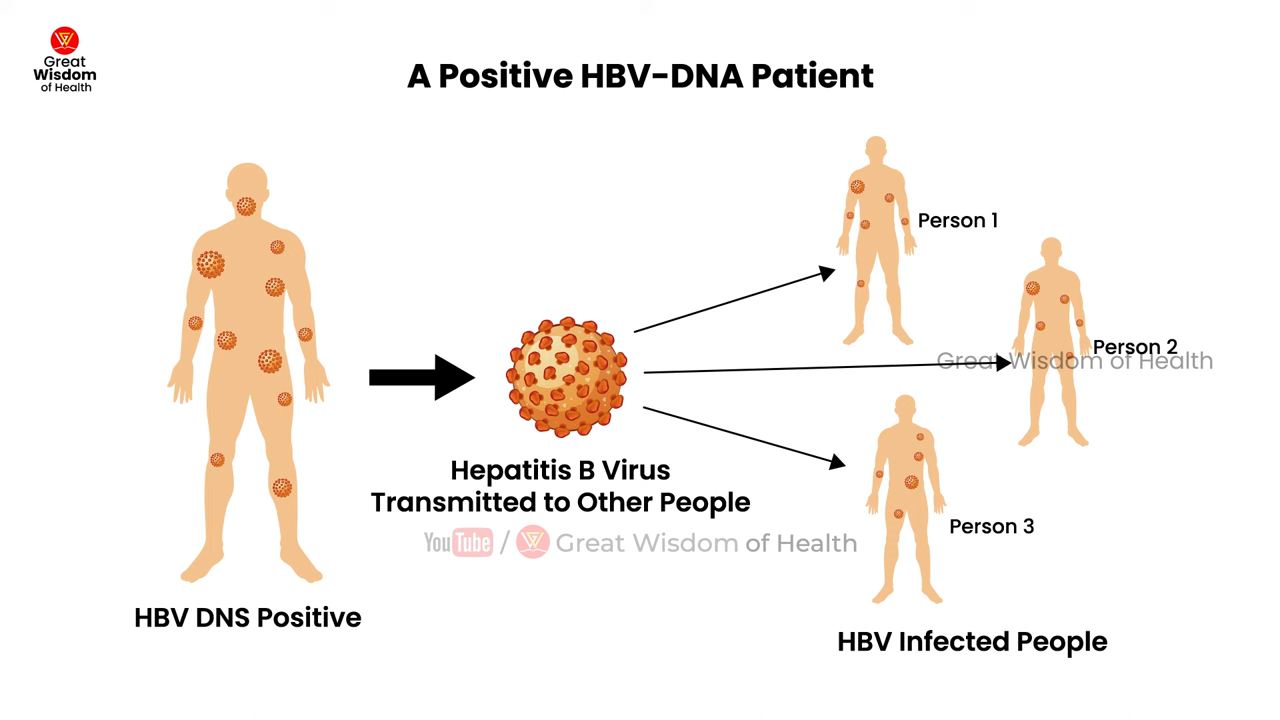 Great
Wisdom
of Health
A Positive HBV-DNA Patient
Person 1
Person 2
Great Wisdom of Health
Hepatitis B Virus
Transmitted to Other People
Person 3
YouTube / Great Wisdom of Health
HBV DNS Positive
HBV Infected People